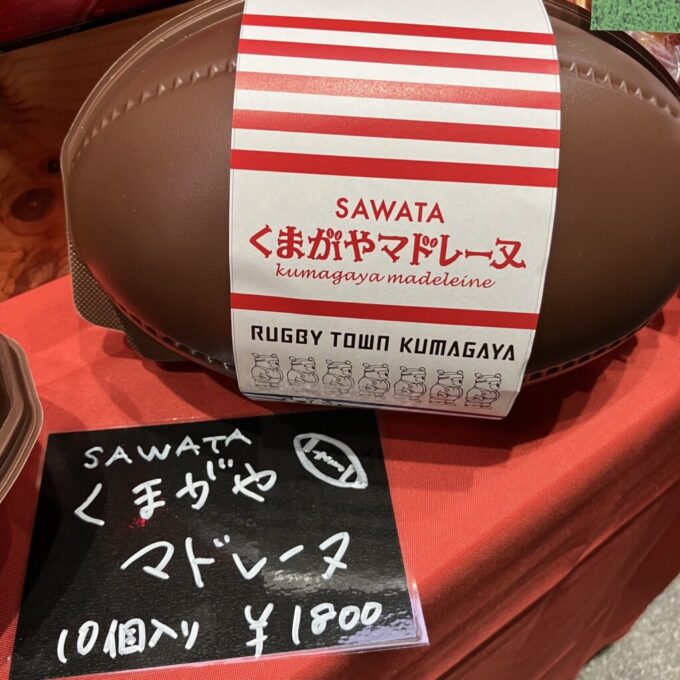 SAWATA
くまがやマドレーヌ
kumagaya madeleine
RUGBY TOWN KUMAGAYA
SAWATA
くまがや
マドレーヌ
10個入り ¥1800